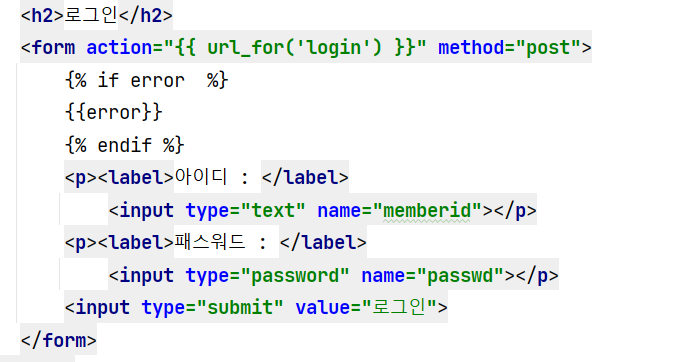 <h2>로그인</h2>
<form action="{{ url_for('login') }}" method="post">
{% if error  %}
{{error}}
{% endif %}
<p><label>아이디 : </label>
<input type="text" name="memberid"></p>
<p><label>패스워드 : </label>
<input type="password" name="passwd"></p>
<input type="submit" value="로그인">
</form>